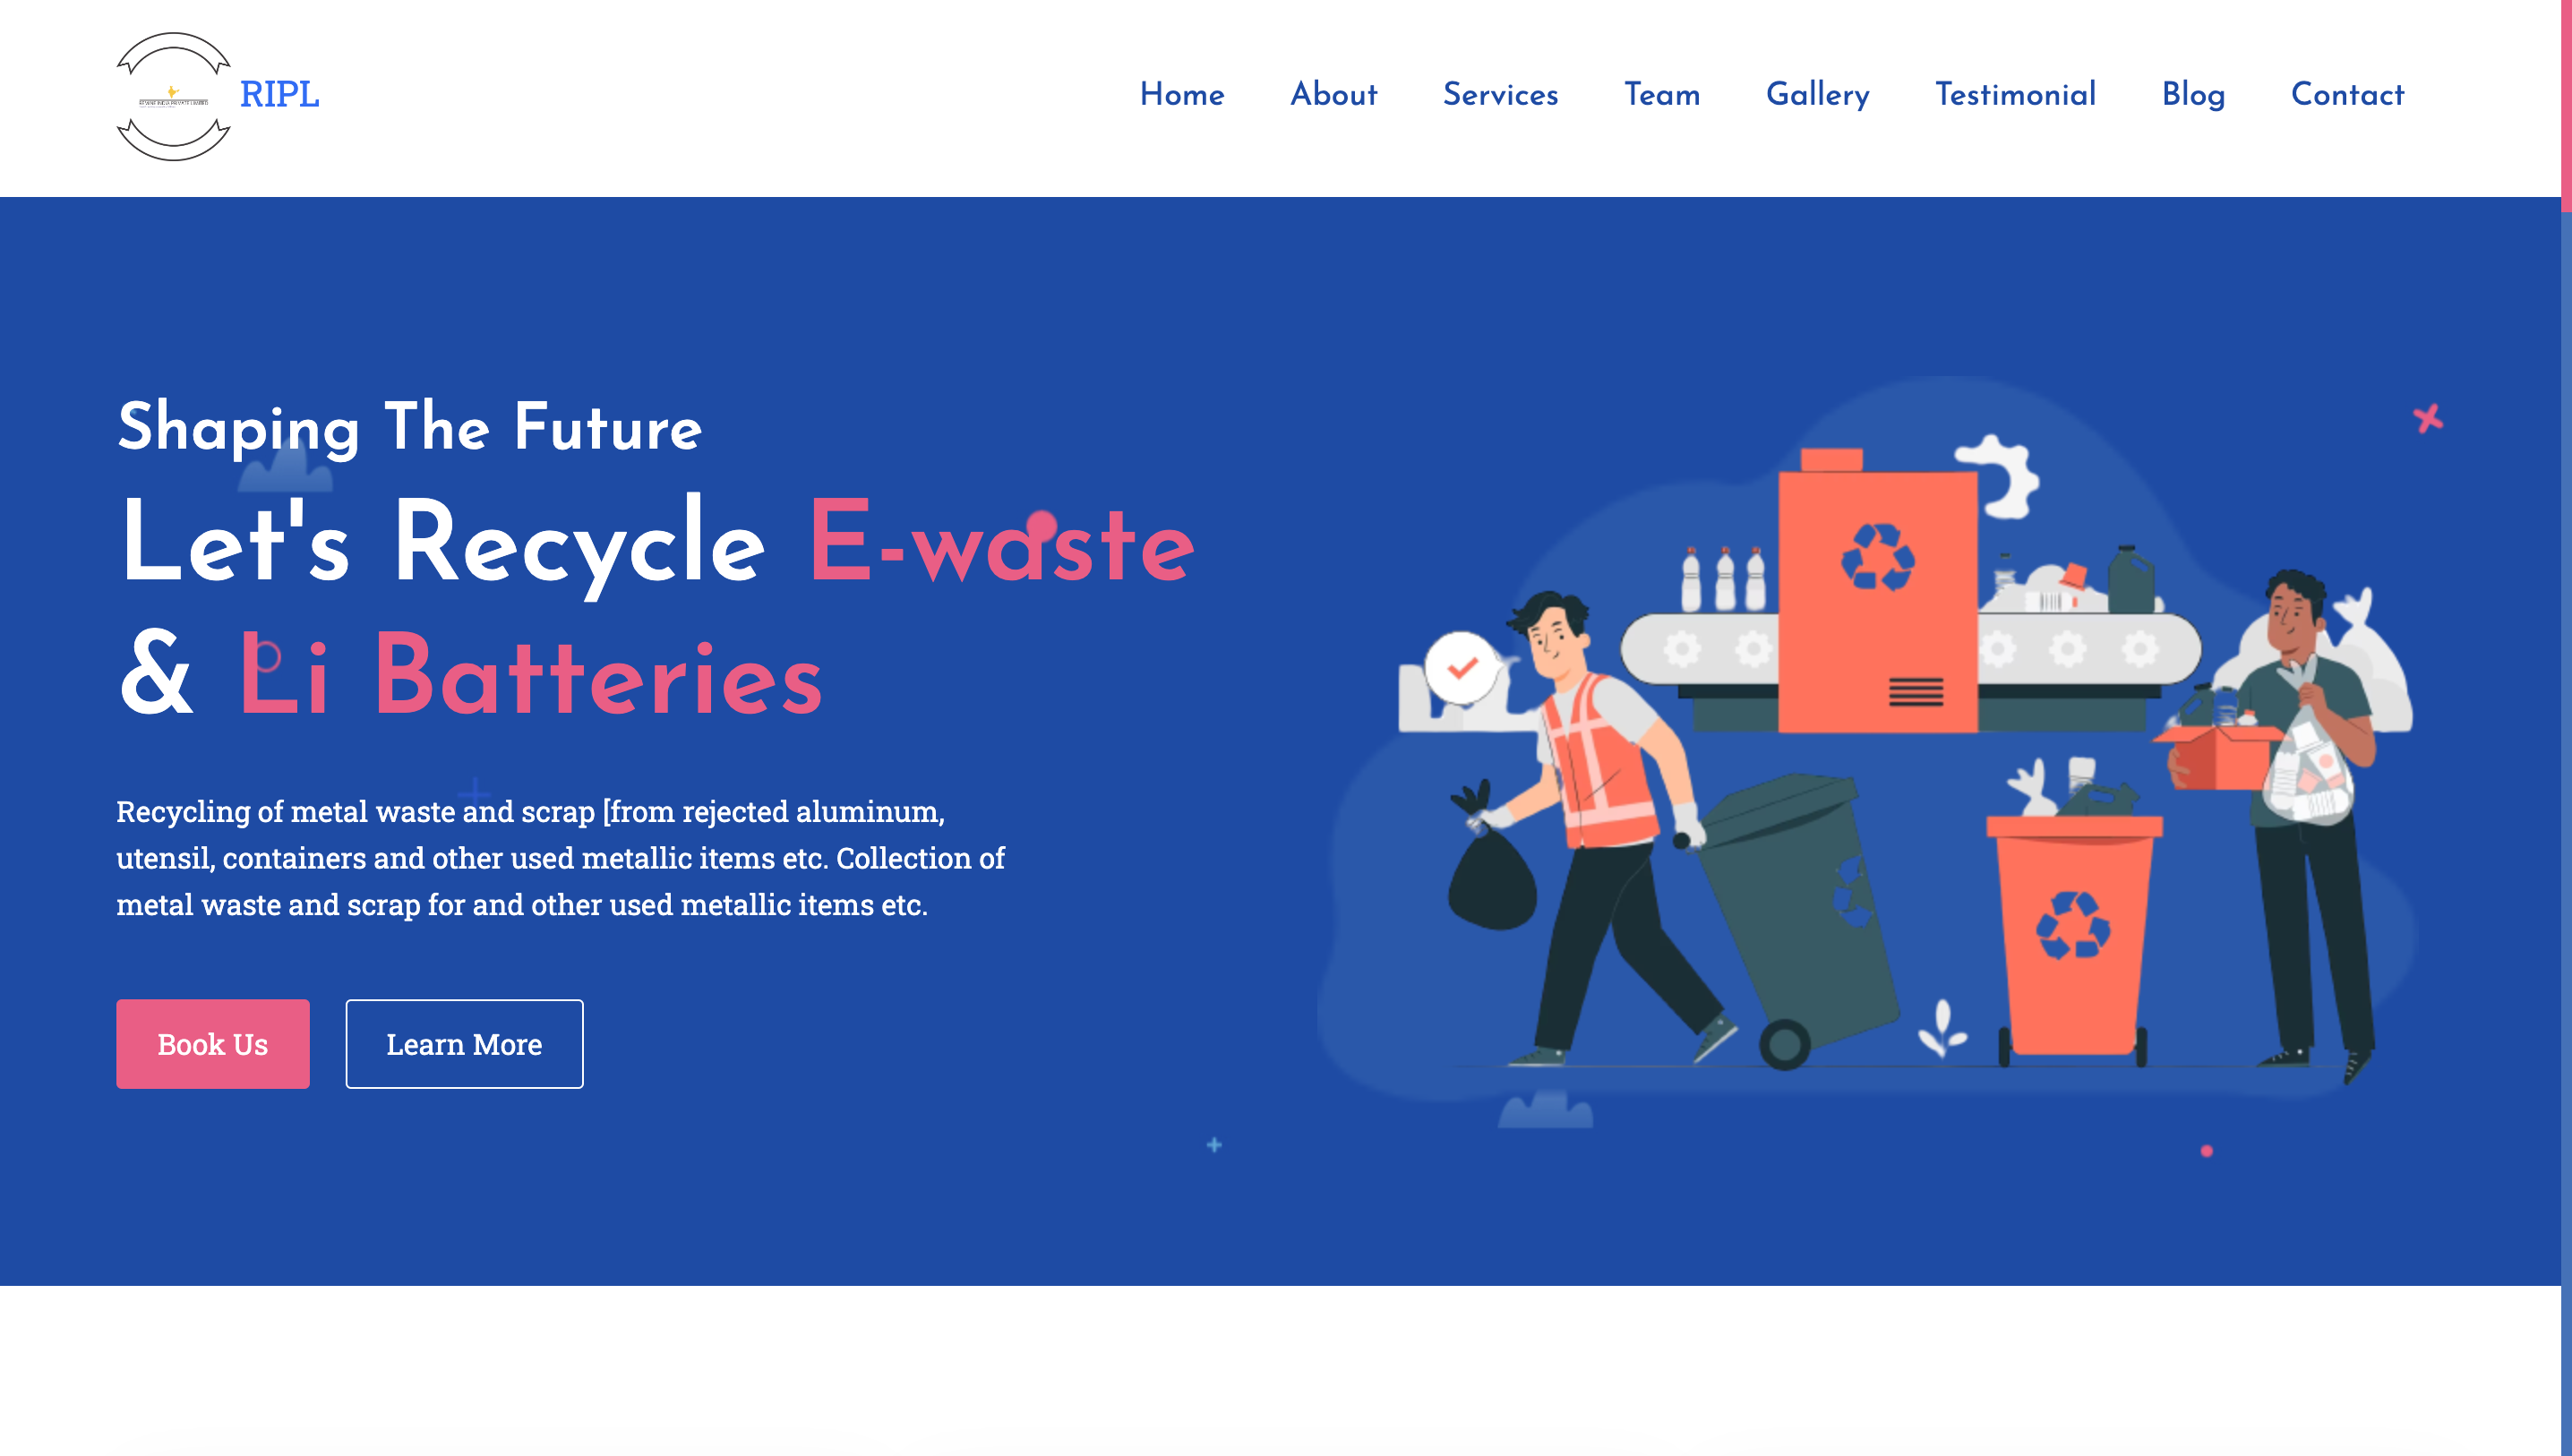 RIPL
Home About Services Team Gallery Testimonial Blog Contact
Shaping The Future
Let's Recycle E-waste
& Li Batteries
Recycling of metal waste and scrap [from rejected aluminum,
utensil, containers and other used metallic items etc. Collection of
metal waste and scrap for and other used metallic items etc.
Book Us
Learn More